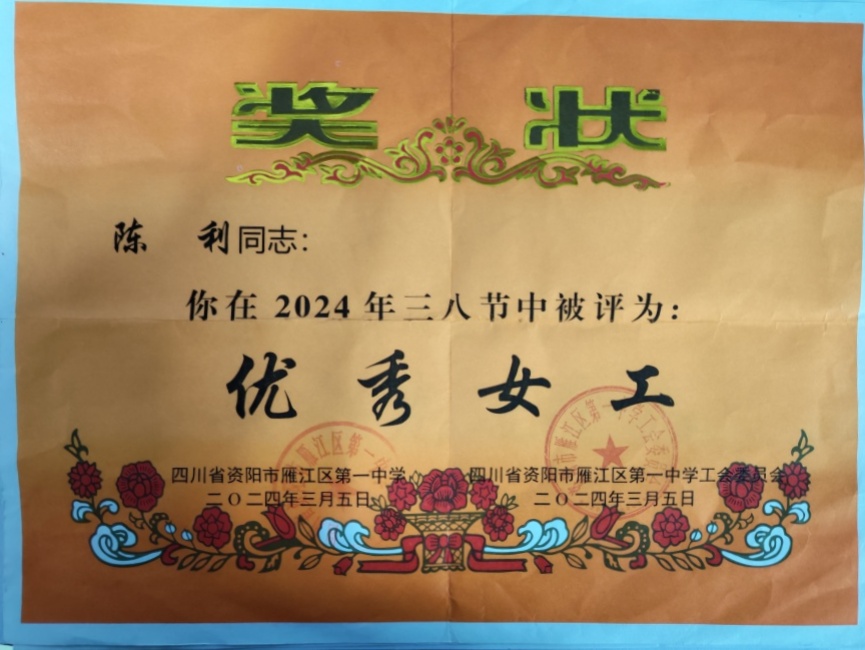 奖 状
陈 利同志：
你在 2024 年三八节中被评为：
优 秀 女 工
四川省资阳市雁江区第一中学 四川省资阳市雁江区第一中学工会委员会
二〇二四年三月五日 二〇二四年三月五日